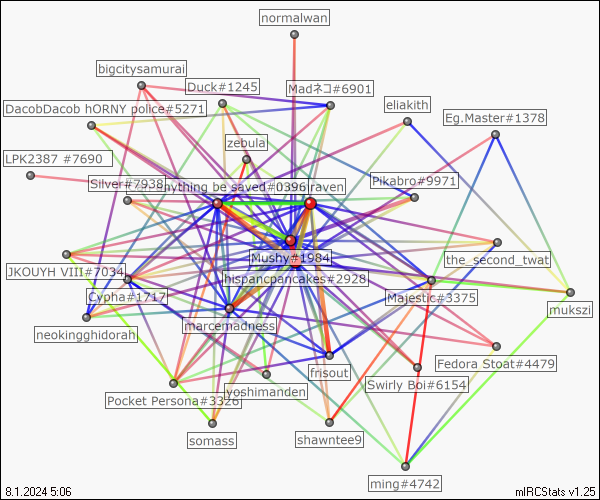 normalwan
bigcitysamurai
Duck#1245
Madネコ#6901
DacobDacob hORNY police#5271
eliakith
Eg.Master#1378
zebula
LPK2387 #7690
Silver#7938
nything be saved#0396
raven
Pikabro#9971
Mushy#1984
the_second_twat
JKOUYH VIII#7034
hispancpancakes#2928
Cypha#1717
Majestic#3375
mukszi
neokingghidorah
marcemadness
Fedora Stoat#4479
frisout
Swirly Boi#6154
yoshimanden
Pocket Persona#3326
somass
shawntee9
ming#4742
8.1.2024 5:06
mIRCStats v1.25